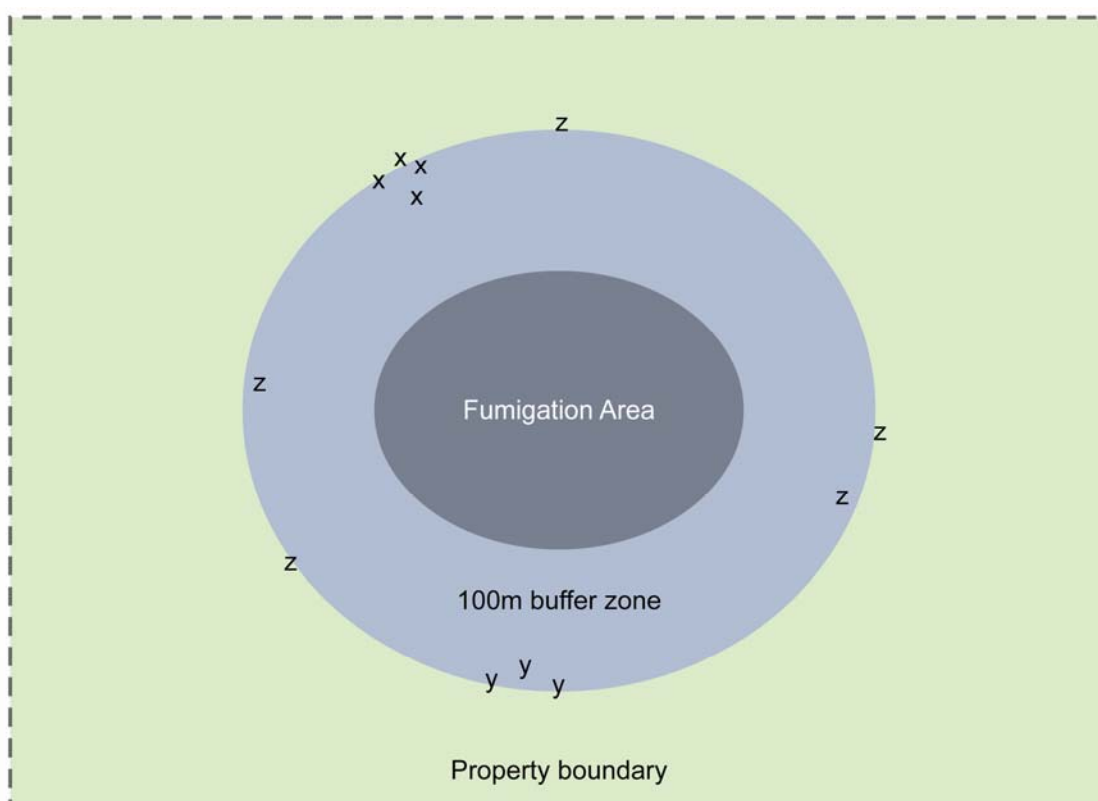 z
x
x
x
x
z
Fumigation Area
z
z
z
100m buffer zone
y
y
y
Property boundary